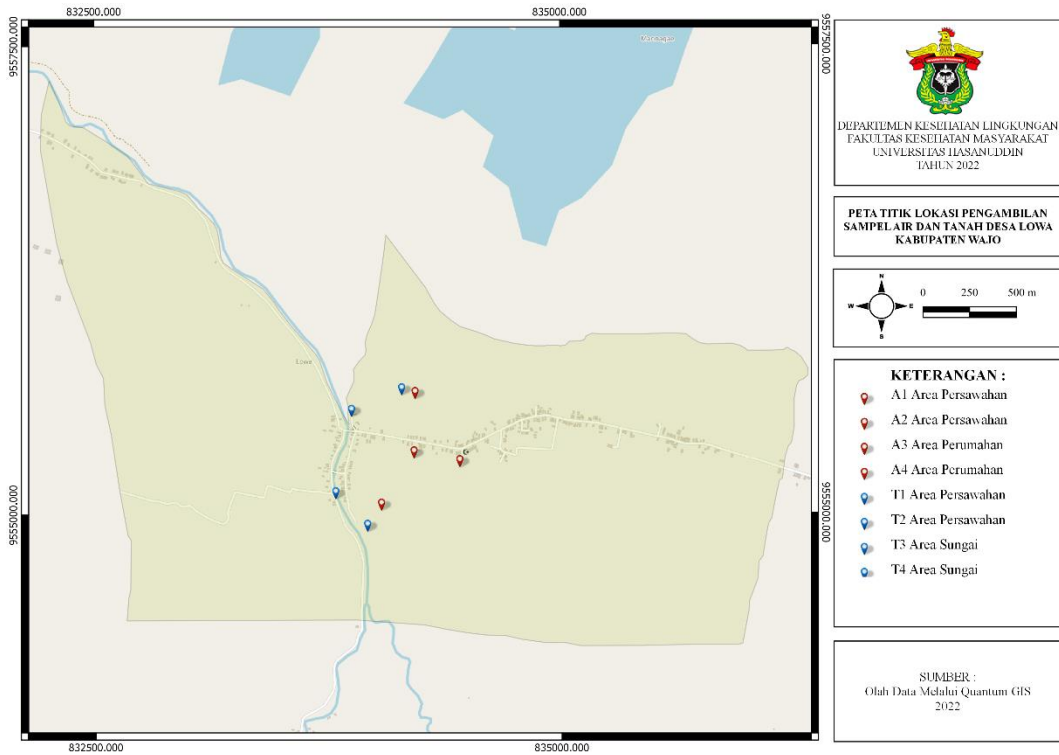 832500.000
835000.000
9557500.000
9557500.000
Lowa
9555000.000
9555000.000
832500.000
835000.000
DEPARTEMEN KESEHATAN LINGKUNGAN
FAKULTAS KESEHATAN MASYARAKAT
UNIVERSITAS HASANUDDIN
TAHUN 2022
PETA TITIK LOKASI PENGAMBILAN
SAMPEL AIR DAN TANAH DESA LOWA
KABUPATEN WAJO
N
W
E
S
0 250 500 m
KETERANGAN :
A1 Area Persawahan
A2 Area Persawahan
A3 Area Perumahan
A4 Area Perumahan
T1 Area Persawahan
T2 Area Persawahan
T3 Area Sungai
T4 Area Sungai
SUMBER :
Olah Data Melalui Quantum GIS
2022